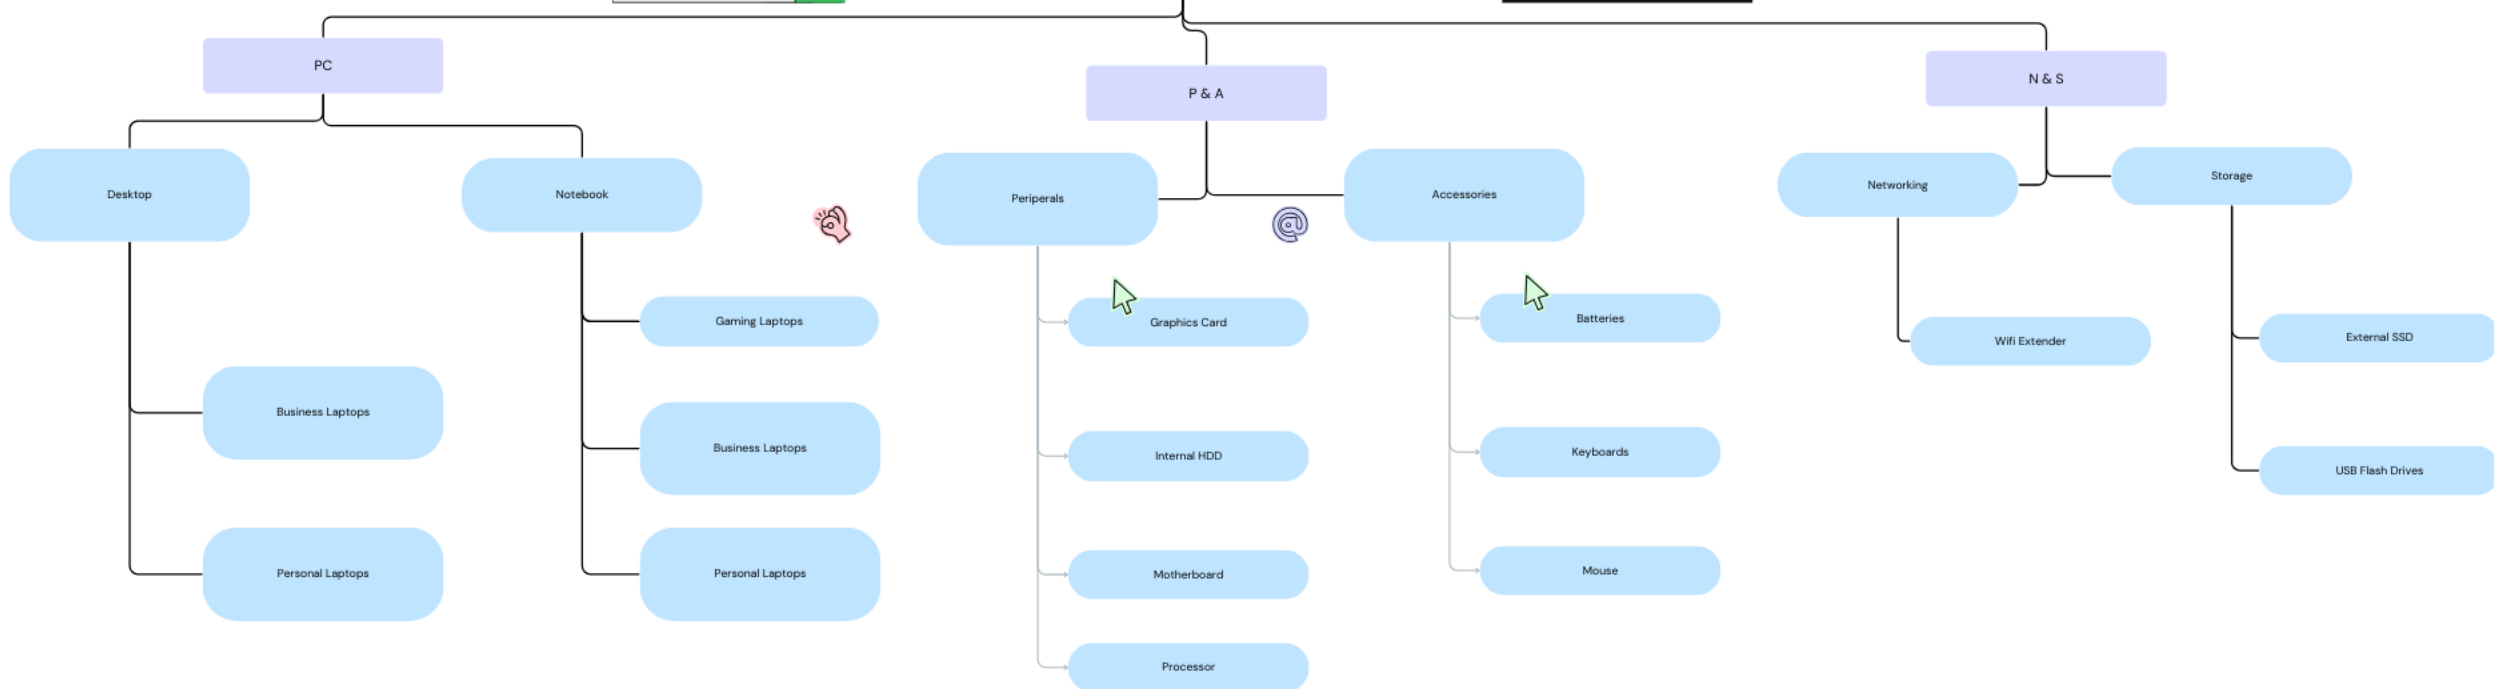 PC
P & A
N & S
Desktop
Notebook
Periperals
Accessories
Networking
Storage
Gaming Laptops
Business Laptops
Personal Laptops
Business Laptops
Personal Laptops
Graphics Card
Internal HDD
Motherboard
Processor
Batteries
Keyboards
Mouse
Wifi Extender
External SSD
USB Flash Drives